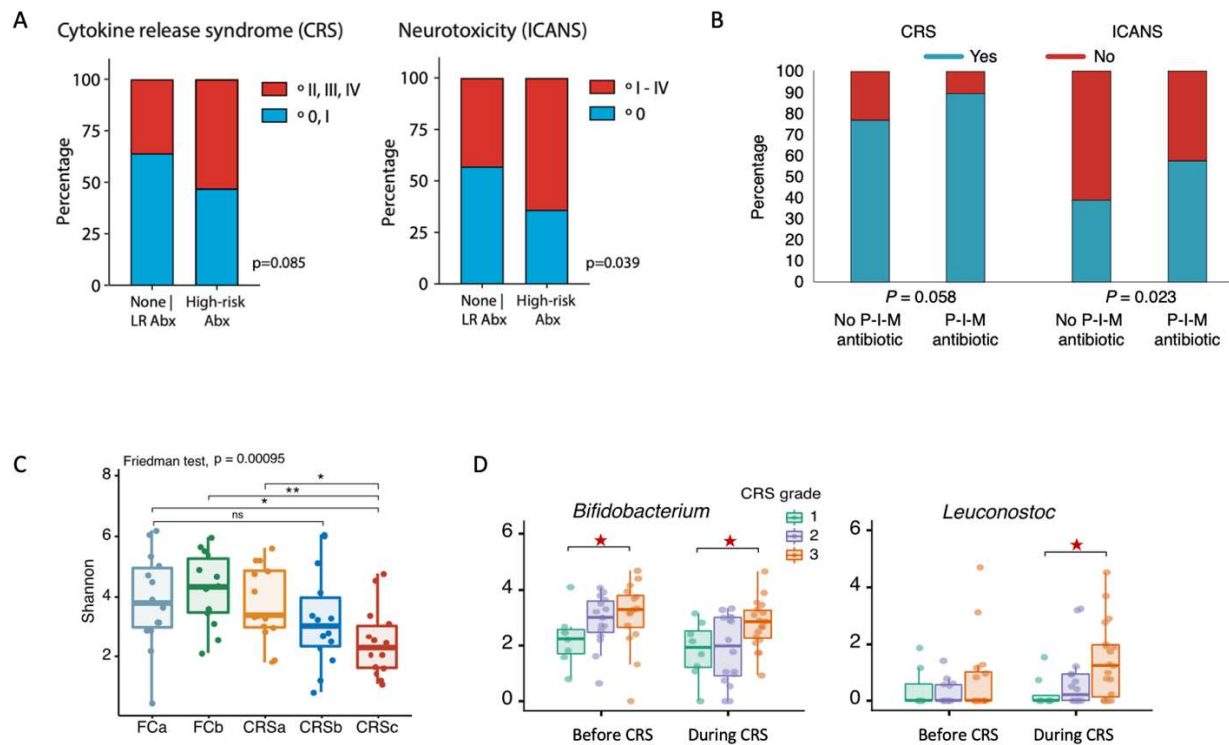 A
Cytokine release syndrome (CRS)
Percentage
100
75
50
25
0
º II, III, IV
º 0, I
p=0.085
None |
LR Abx
High-risk
Abx
Neurotoxicity (ICANS)
Percentage
100
75
50
25
0
º I - IV
º 0
p=0.039
None |
LR Abx
High-risk
Abx
B
CRS
ICANS
Yes
No
Percentage
100
90
80
70
60
50
40
30
20
10
0
P = 0.058
P = 0.023
No P-I-M
antibiotic
P-I-M
antibiotic
No P-I-M
antibiotic
P-I-M
antibiotic
C
Friedman test, p = 0.00095
*
**
*
ns
Shannon
8
6
4
2
FCa
FCb
CRSa
CRSb
CRSc
D
CRS grade
1
2
3
Bifidobacterium
6
4
2
0
Before CRS
During CRS
Leuconostoc
6
4
2
0
Before CRS
During CRS